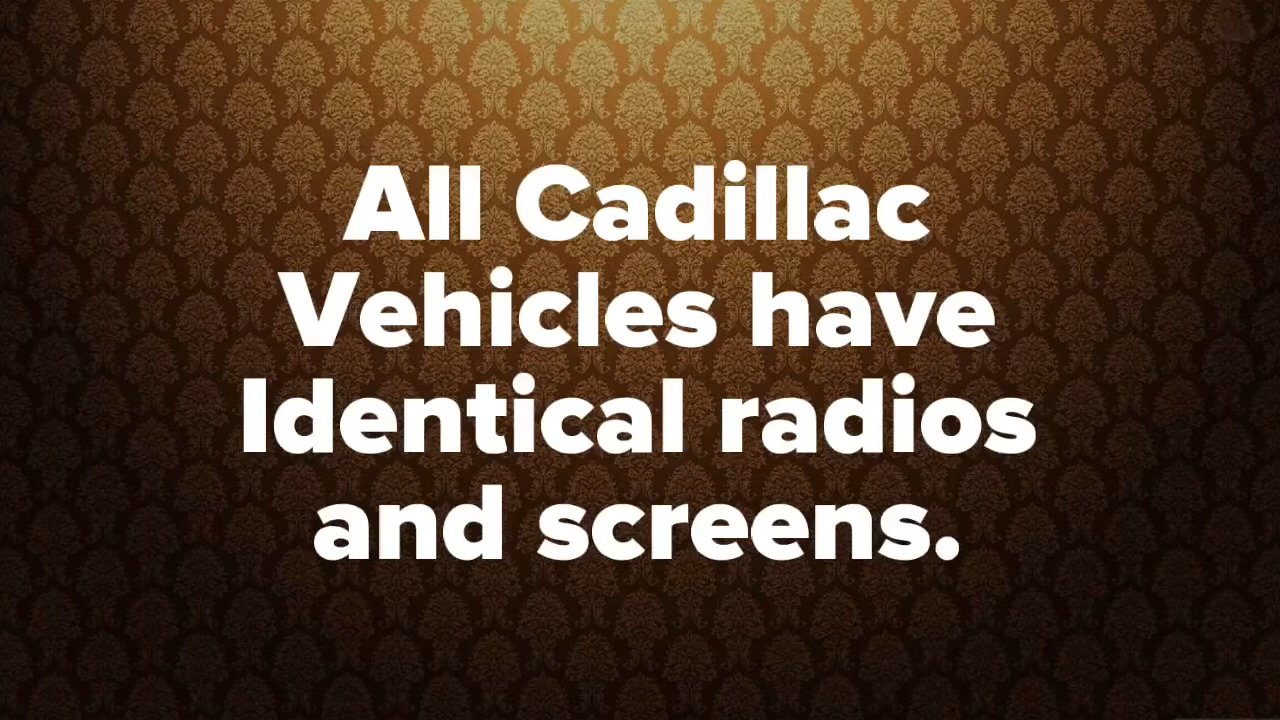 All Cadillac
Vehicles have
Identical radios
and screens.